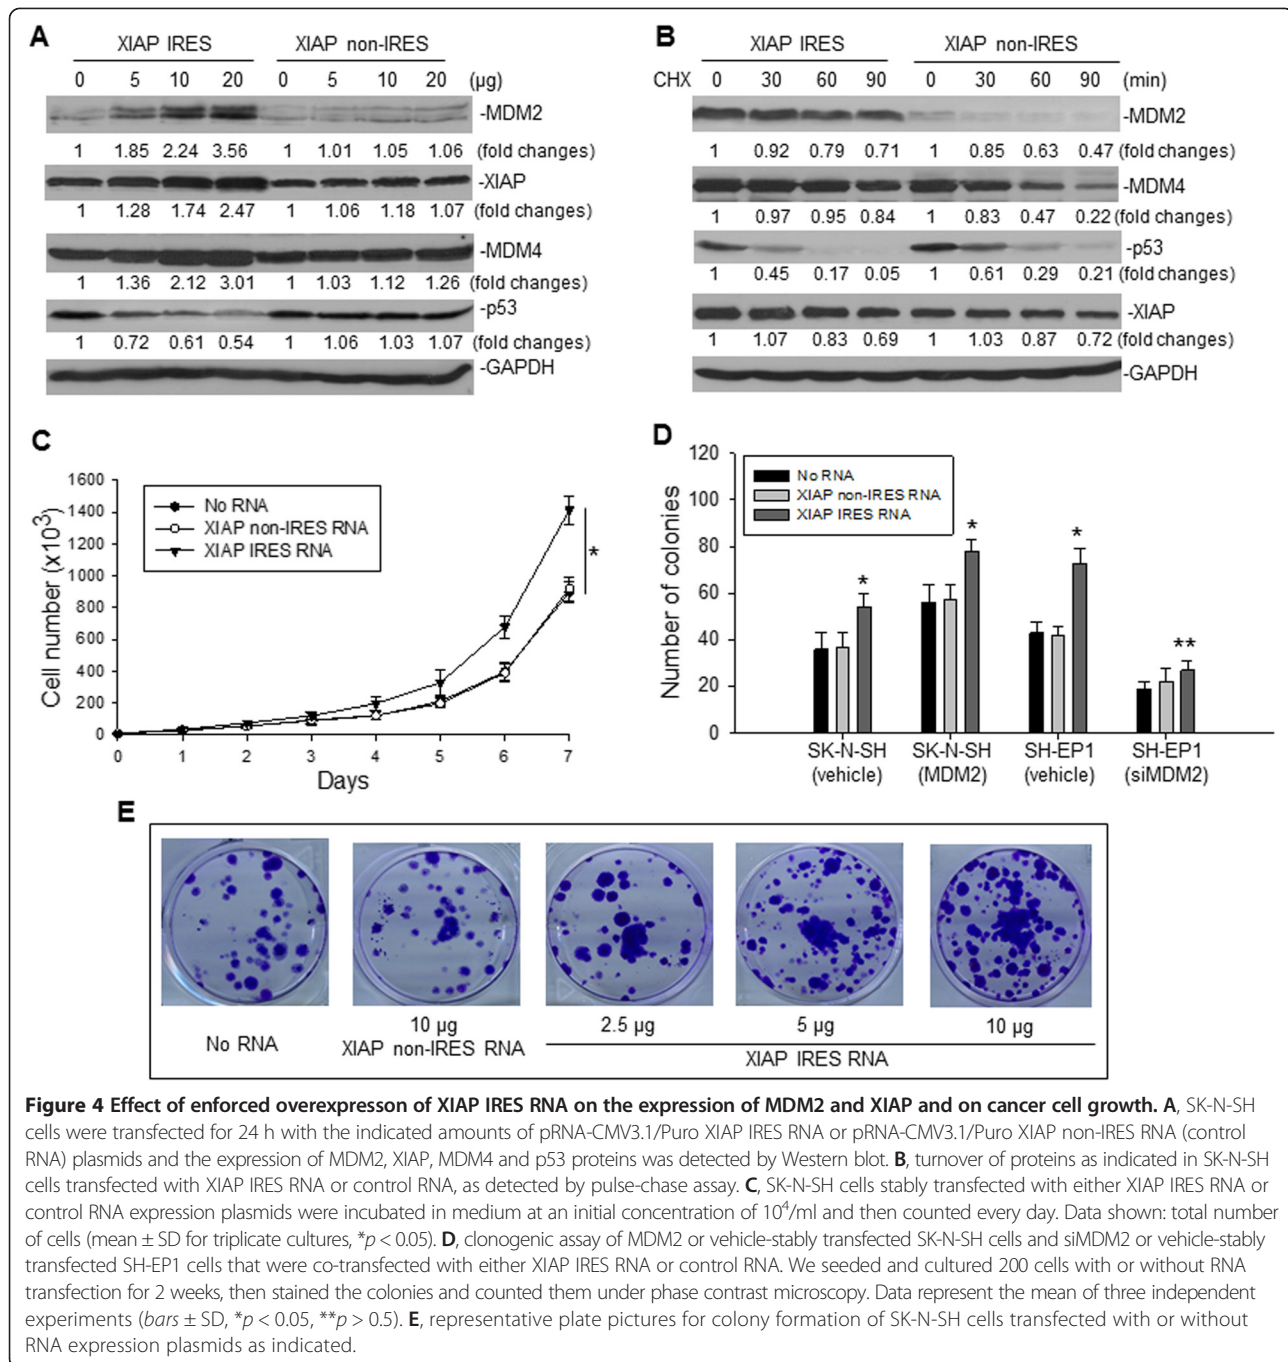 A
XIAP IRES XIAP non-IRES
0 5 10 20 0 5 10 20 (µg)
-MDM2
1 1.85 2.24 3.56 1 1.01 1.05 1.06 (fold changes)
-XIAP
1 1.28 1.74 2.47 1 1.06 1.18 1.07 (fold changes)
-MDM4
1 1.36 2.12 3.01 1 1.03 1.12 1.26 (fold changes)
-p53
1 0.72 0.61 0.54 1 1.06 1.03 1.07 (fold changes)
-GAPDH
B
XIAP IRES XIAP non-IRES
CHX 0 30 60 90 0 30 60 90 (min)
-MDM2
1 0.92 0.79 0.71 1 0.85 0.63 0.47 (fold changes)
-MDM4
1 0.97 0.95 0.84 1 0.83 0.47 0.22 (fold changes)
-p53
1 0.45 0.17 0.05 1 0.61 0.29 0.21 (fold changes)
-XIAP
1 1.07 0.83 0.69 1 1.03 0.87 0.72 (fold changes)
-GAPDH
C
Cell number (x10³)
1600
1400
1200
1000
800
600
400
200
0
No RNA
XIAP non-IRES RNA
XIAP IRES RNA
*
0 1 2 3 4 5 6 7
Days
D
Number of colonies
120
100
80
60
40
20
0
No RNA
XIAP non-IRES RNA
XIAP IRES RNA
* * * **
SK-N-SH SK-N-SH SH-EP1 SH-EP1
(vehicle) (MDM2) (vehicle) (siMDM2)
E
No RNA
10 µg
XIAP non-IRES RNA
2.5 µg 5 µg 10 µg
XIAP IRES RNA
Figure 4 Effect of enforced overexpresson of XIAP IRES RNA on the expression of MDM2 and XIAP and on cancer cell growth. A, SK-N-SH
cells were transfected for 24 h with the indicated amounts of pRNA-CMV3.1/Puro XIAP IRES RNA or pRNA-CMV3.1/Puro XIAP non-IRES RNA (control
RNA) plasmids and the expression of MDM2, XIAP, MDM4 and p53 proteins was detected by Western blot. B, turnover of proteins as indicated in SK-N-SH
cells transfected with XIAP IRES RNA or control RNA, as detected by pulse-chase assay. C, SK-N-SH cells stably transfected with either XIAP IRES RNA or
control RNA expression plasmids were incubated in medium at an initial concentration of 10⁴/ml and then counted every day. Data shown: total number
of cells (mean ± SD for triplicate cultures, *p < 0.05). D, clonogenic assay of MDM2 or vehicle-stably transfected SK-N-SH cells and siMDM2 or vehicle-stably
transfected SH-EP1 cells that were co-transfected with either XIAP IRES RNA or control RNA. We seeded and cultured 200 cells with or without RNA
transfection for 2 weeks, then stained the colonies and counted them under phase contrast microscopy. Data represent the mean of three independent
experiments (bars ± SD, *p < 0.05, **p > 0.5). E, representative plate pictures for colony formation of SK-N-SH cells transfected with or without
RNA expression plasmids as indicated.